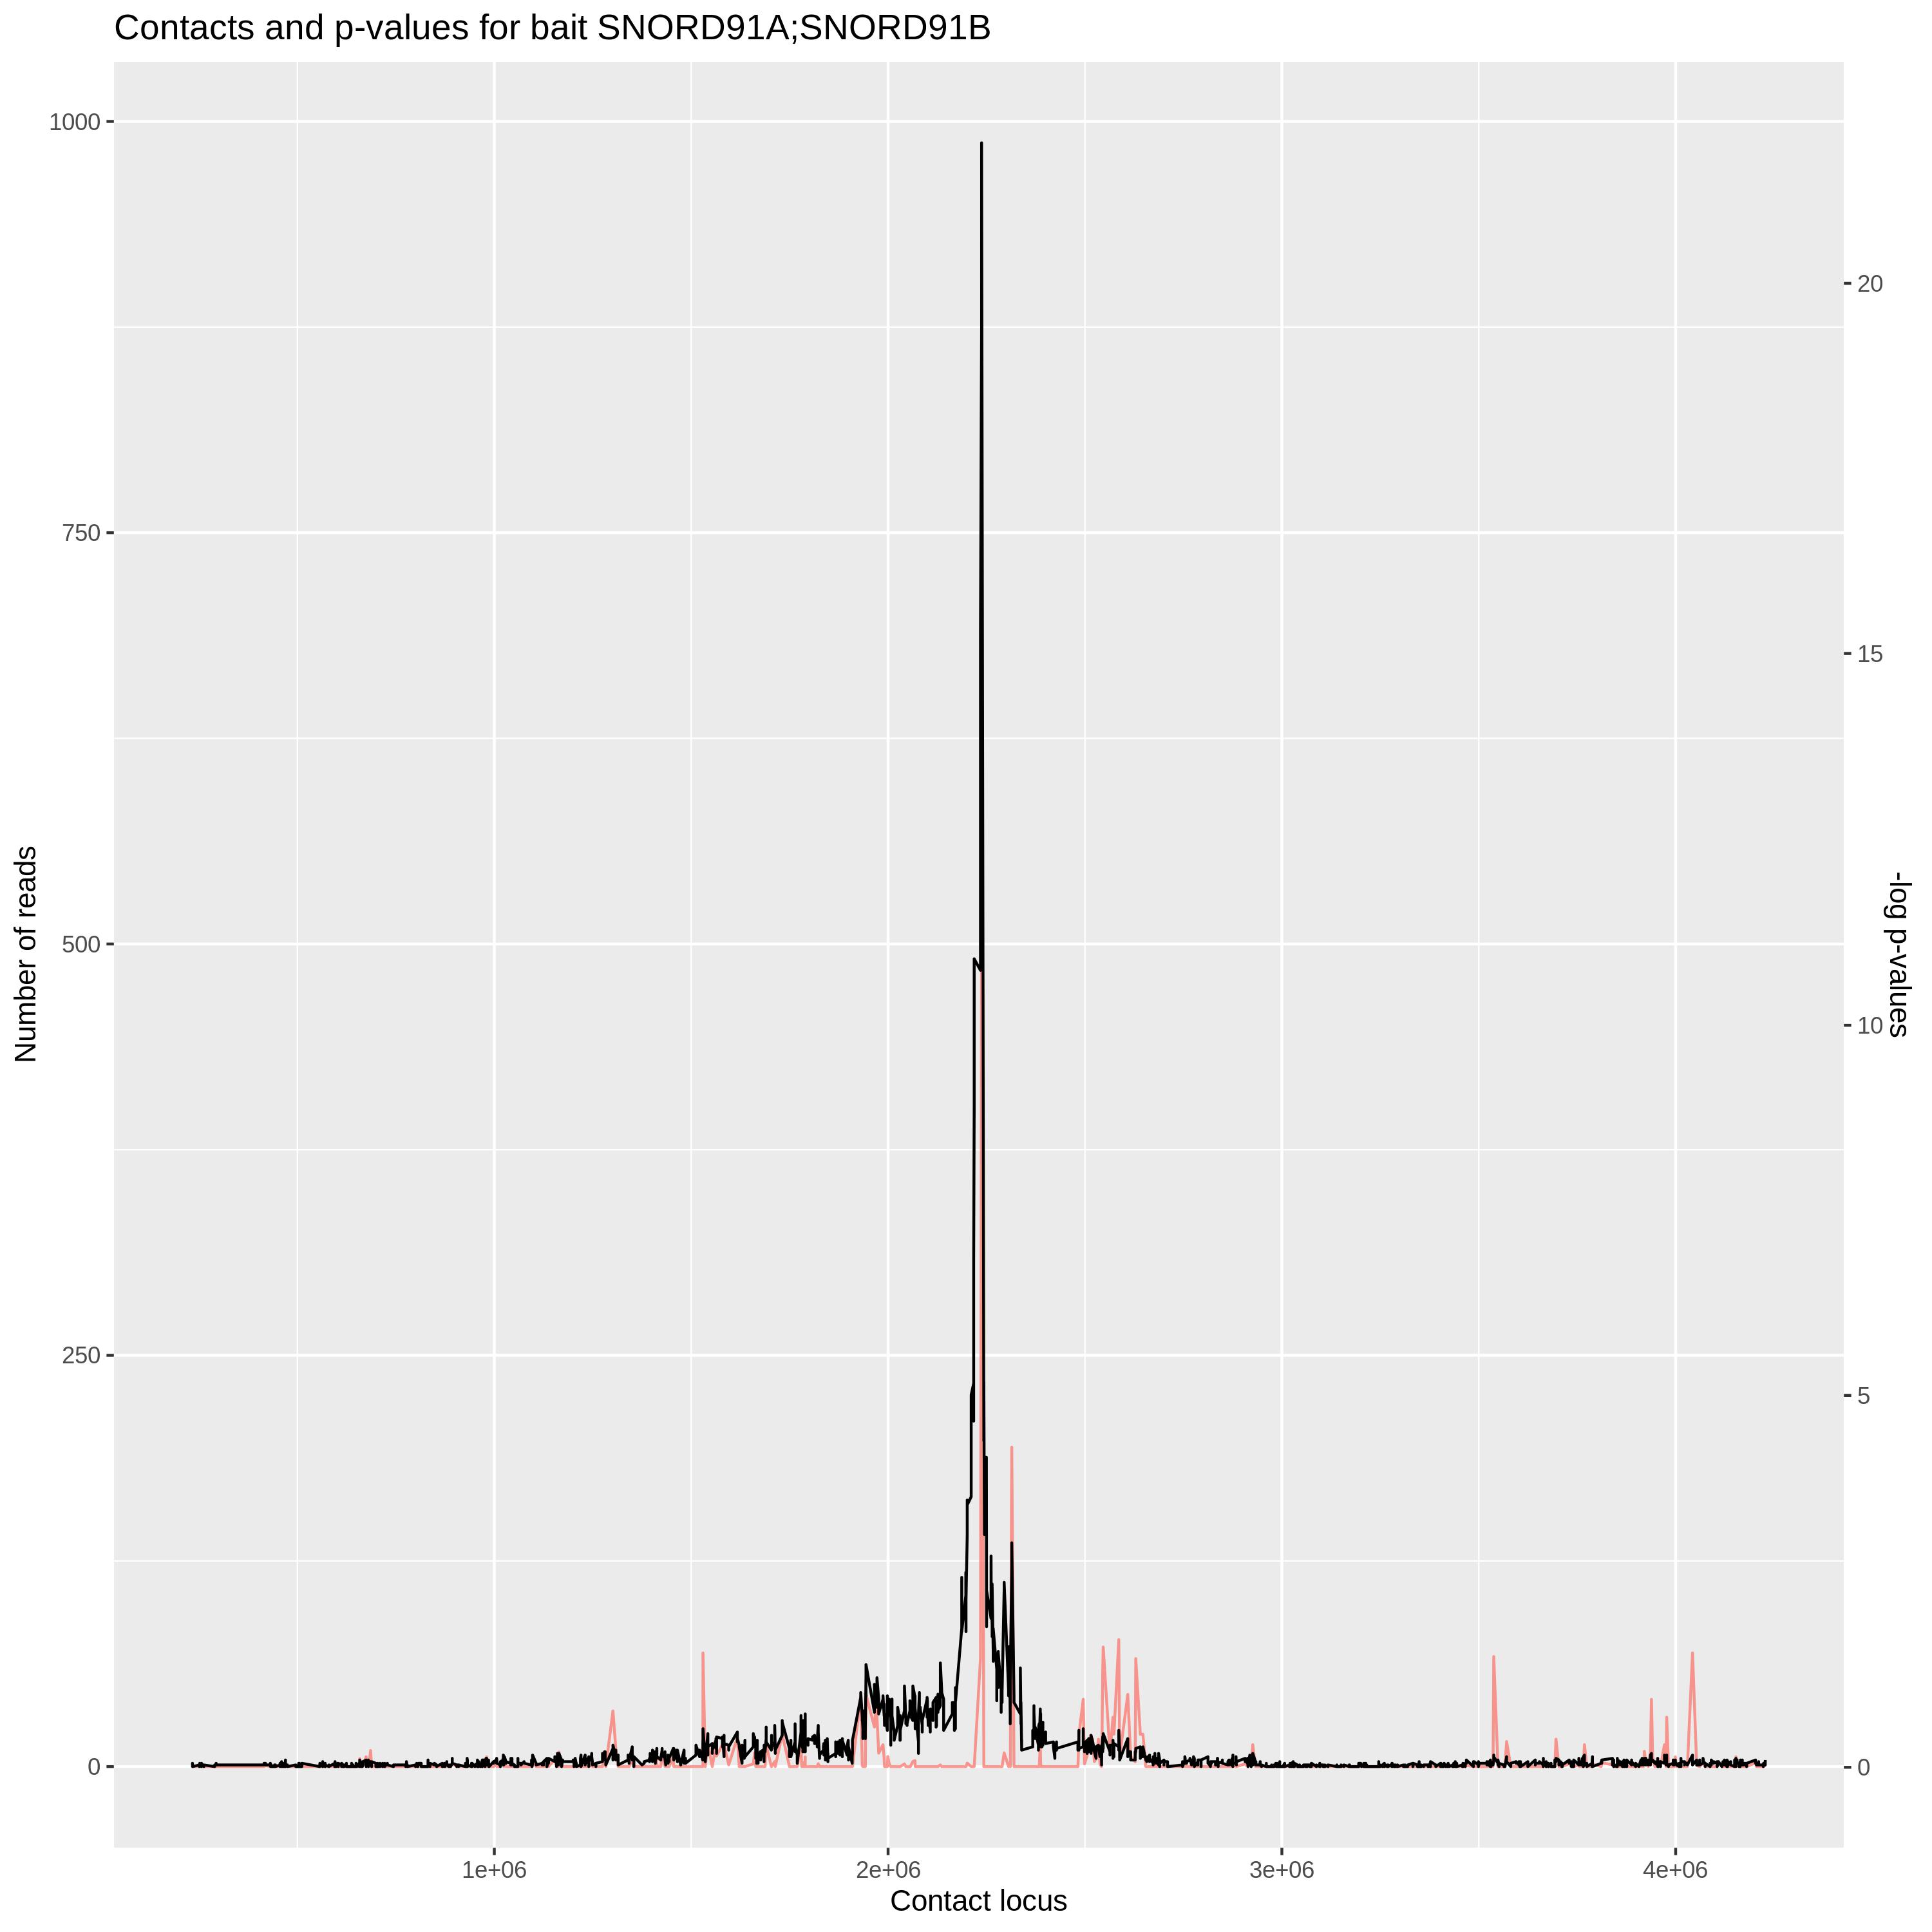 Contacts and p-values for bait SNORD91A;SNORD91B
1000
750
500
250
0
Number of reads
20
15
10
5
0
-log p-values
1e+06
2e+06
3e+06
4e+06
Contact locus